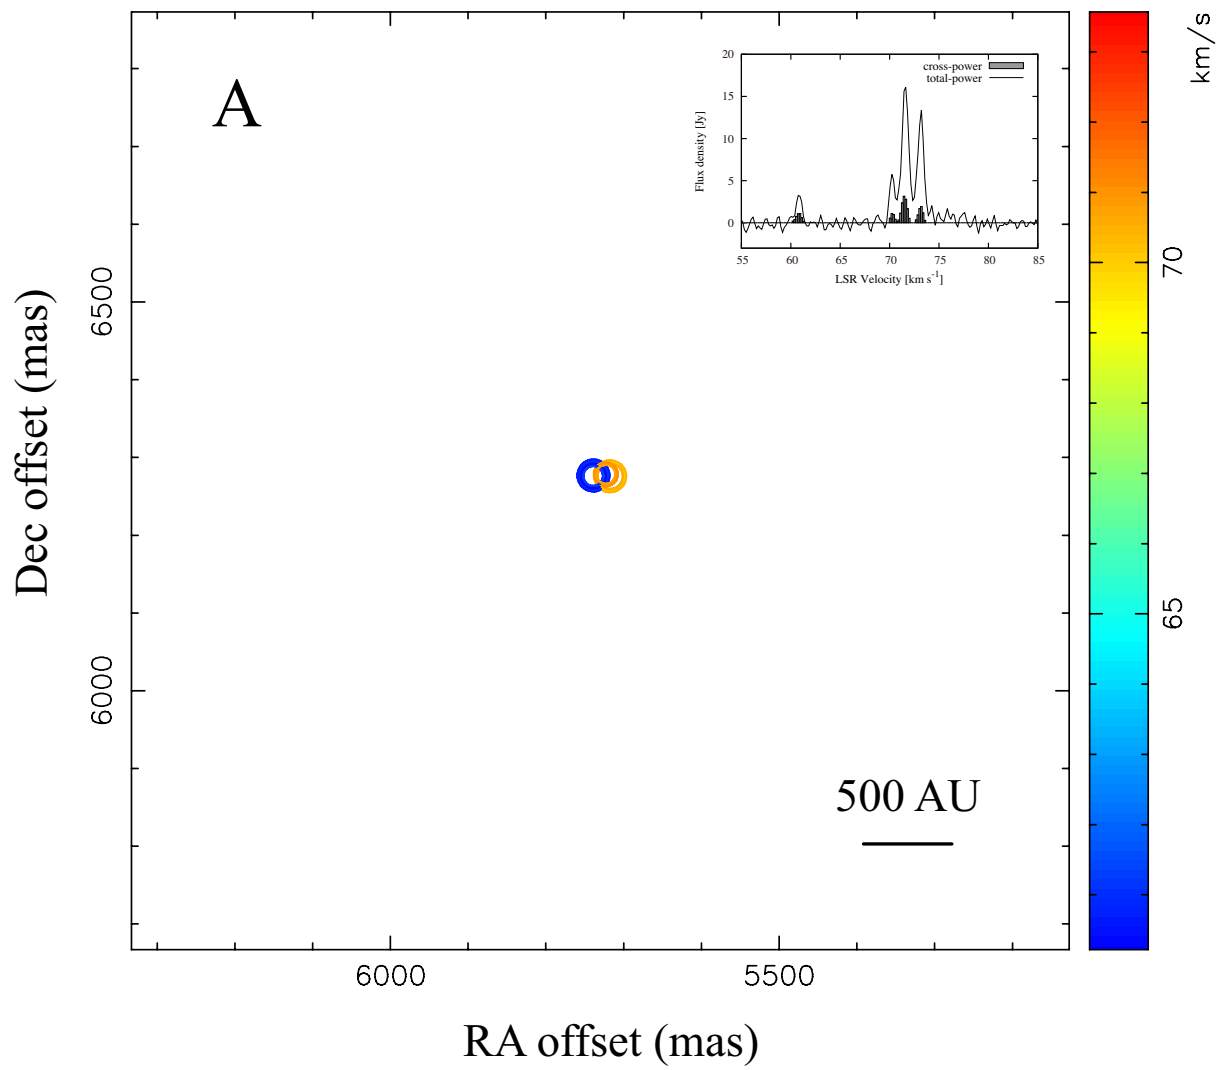 A
km/s
20
15
10
5
0
Flux density [Jy]
cross-power
total-power
55 60 65 70 75 80 85
LSR Velocity [km s-1]
70
65
6500
6000
Dec offset (mas)
500 AU
6000 5500
RA offset (mas)